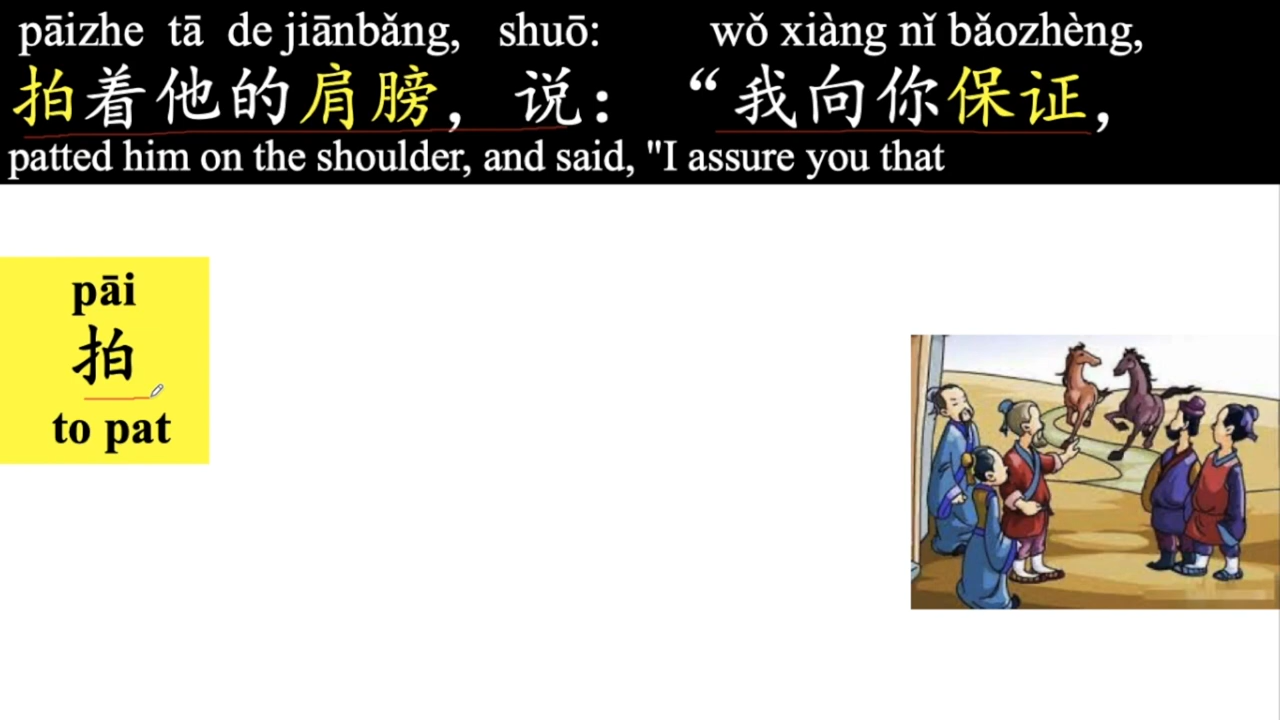 pāizhe tā de jiānbǎng, shuō: wǒ xiàng nǐ bǎozhèng,
拍着他的肩膀，说：“我向你保证，
patted him on the shoulder, and said, "I assure you that
pāi
拍
to pat